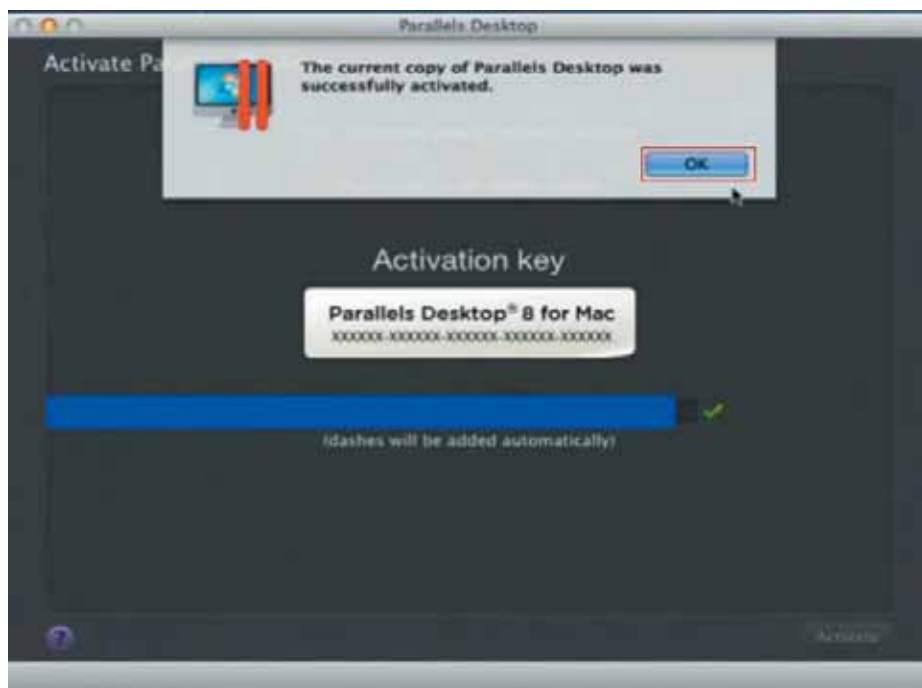 Parallels Desktop
Activate Pa
The current copy of Parallels Desktop was
successfully activated.
OK
Activation key
Parallels Desktop® 8 for Mac
XXXXXX-XXXXXX-XXXXXX-XXXXXX-XXXXXX
(dashes will be added automatically)
?
Activate